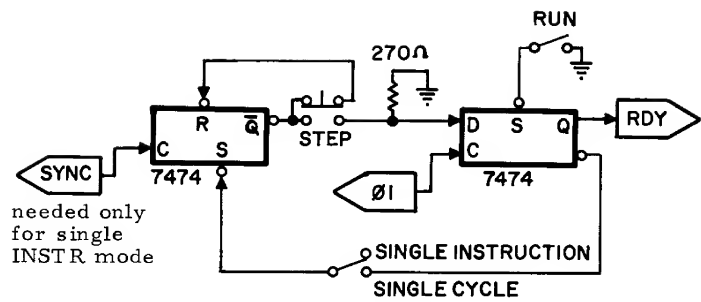 RUN
270Ω
R
Q̅
STEP
D
S
Q
RDY
C
S
C
SYNC
7474
Ø1
7474
needed only
for single
INSTR mode
SINGLE INSTRUCTION
SINGLE CYCLE